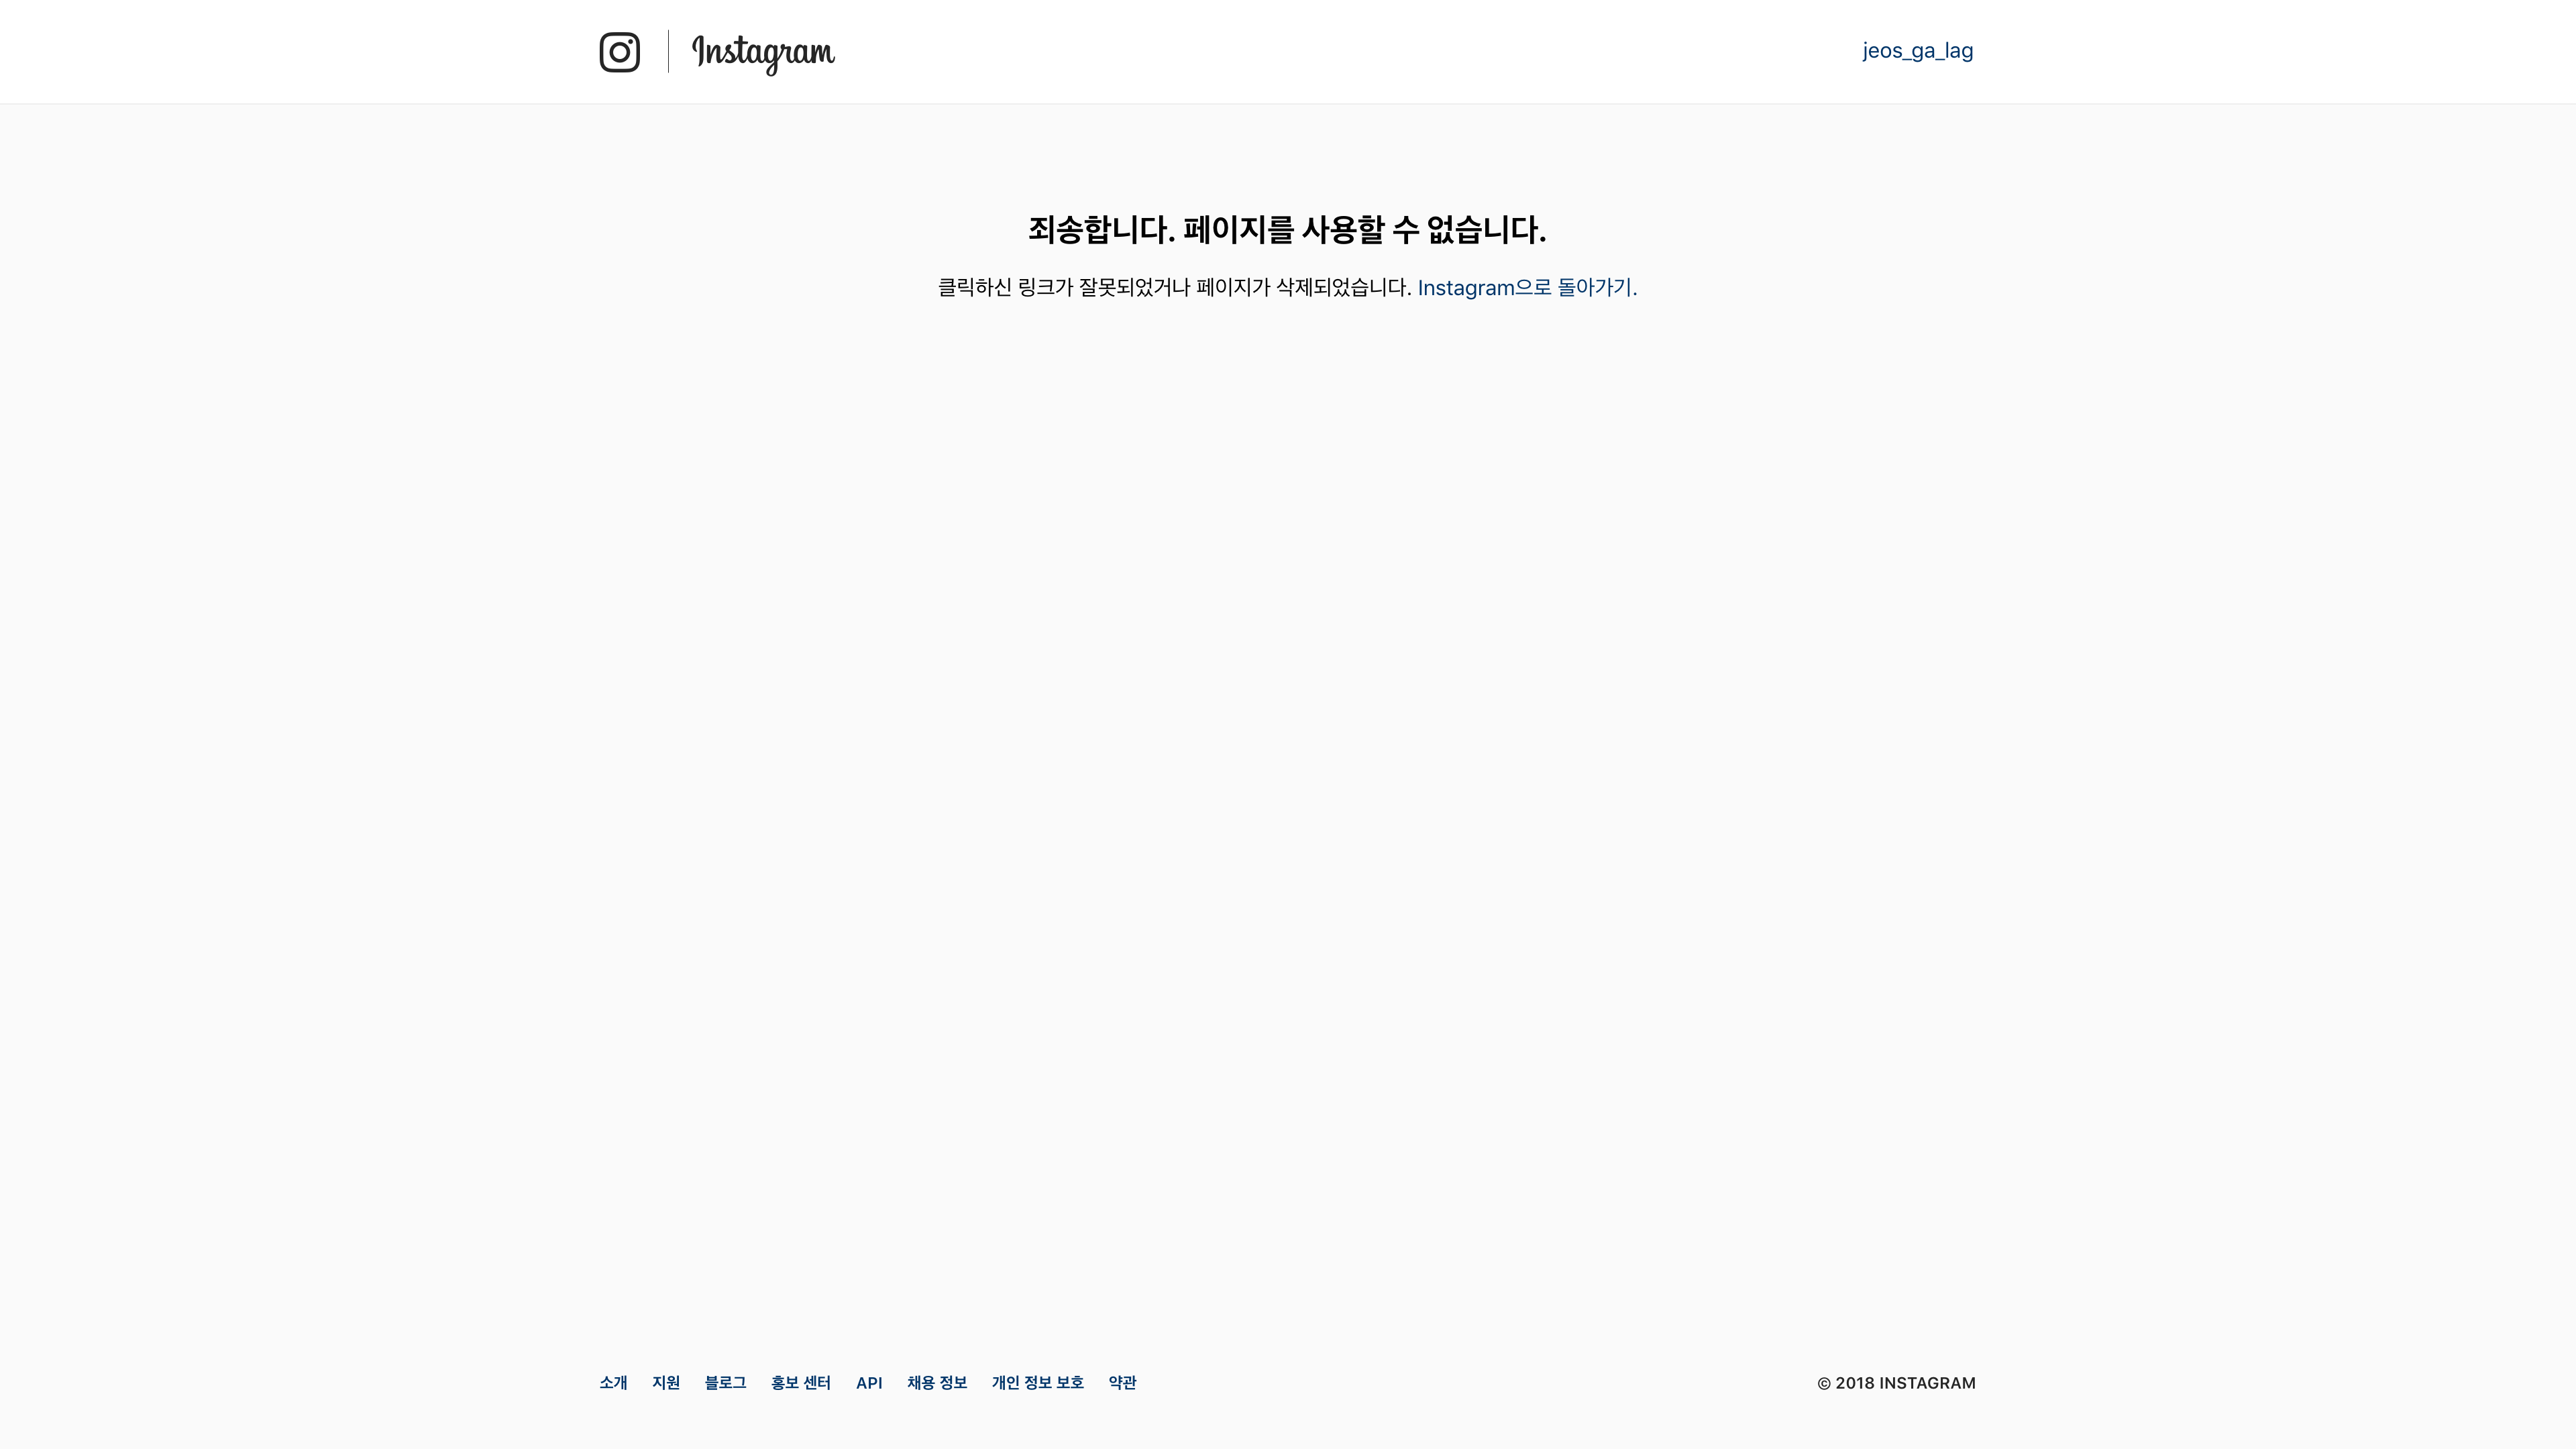 Instagram
jeos_ga_lag
죄송합니다. 페이지를 사용할 수 없습니다.
클릭하신 링크가 잘못되었거나 페이지가 삭제되었습니다. Instagram으로 돌아가기.
소개 지원 블로그 홍보 센터 API 채용 정보 개인 정보 보호 약관
© 2018 INSTAGRAM